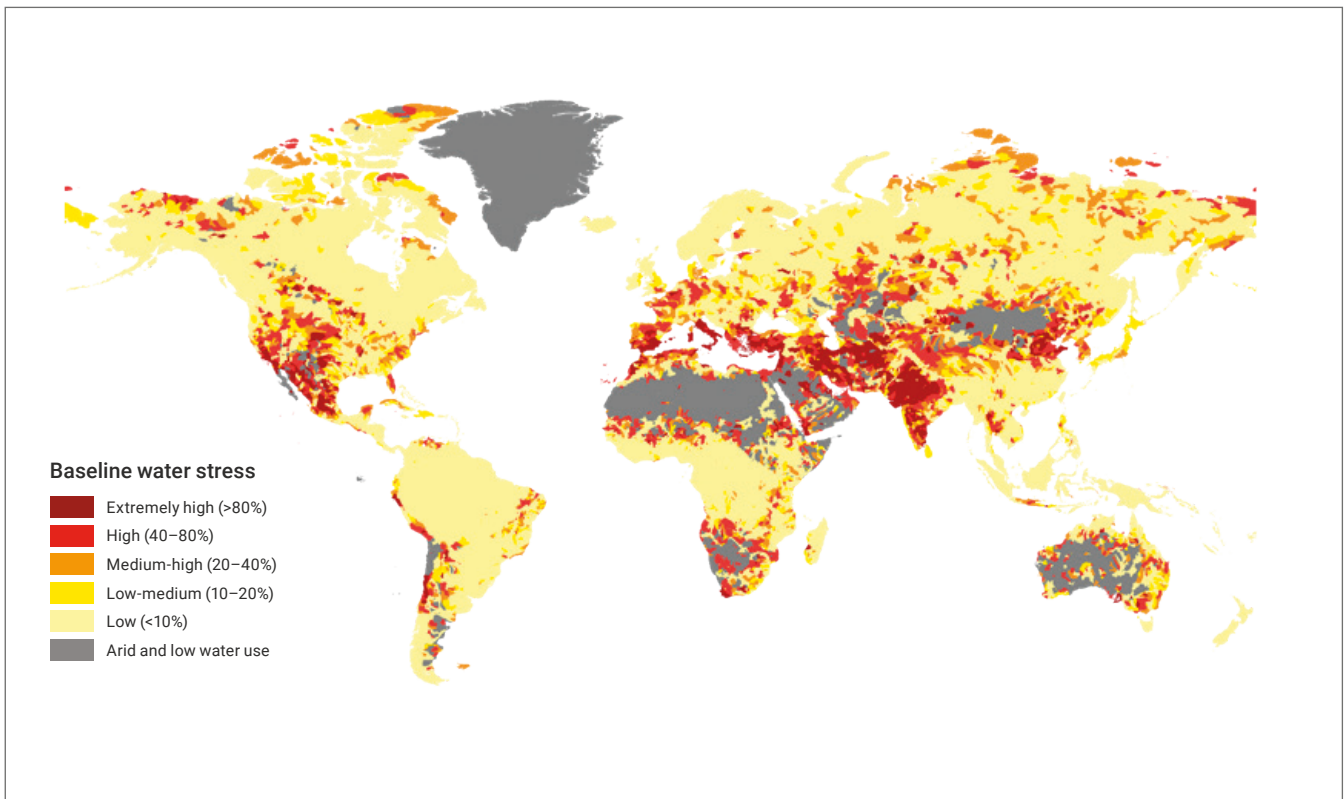 Baseline water stress
Extremely high (>80%)
High (40–80%)
Medium-high (20–40%)
Low-medium (10–20%)
Low (<10%)
Arid and low water use